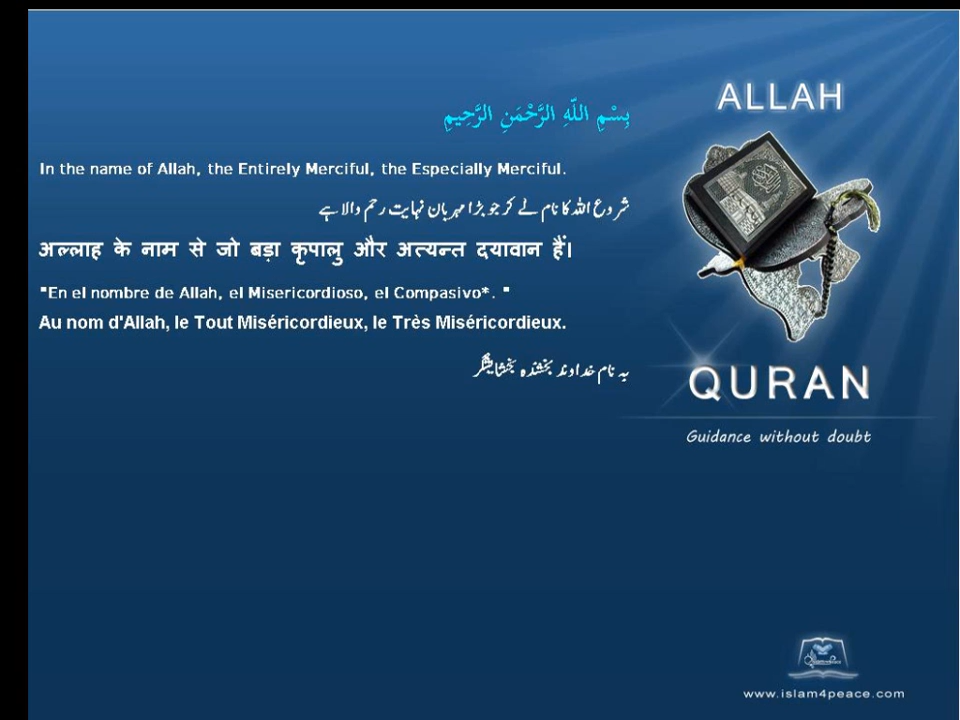 بِسْمِ اللَّهِ الرَّحْمَنِ الرَّحِيمِ
In the name of Allah, the Entirely Merciful, the Especially Merciful.
شروع اللہ کا نام لے کر جو بڑا مہربان نہایت رحم والا ہے
अल्लाह के नाम से जो बड़ा कृपालु और अत्यन्त दयावान हैं।
"En el nombre de Allah, el Misericordioso, el Compasivo*. "
Au nom d'Allah, le Tout Miséricordieux, le Très Miséricordieux.
به نام خداوند بخشنده بخشایشگر
ALLAH
QURAN
Guidance without doubt
www.islam4peace.com